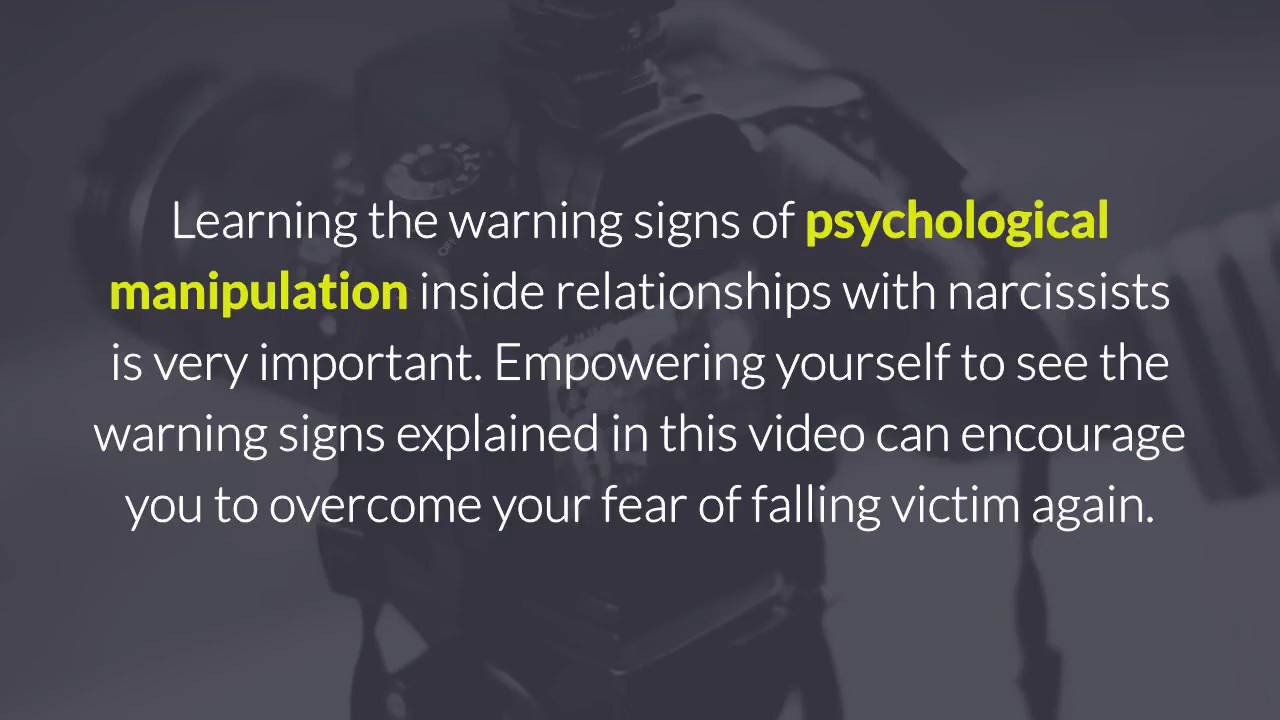 Learning the warning signs of psychological
manipulation inside relationships with narcissists
is very important. Empowering yourself to see the
warning signs explained in this video can encourage
you to overcome your fear of falling victim again.